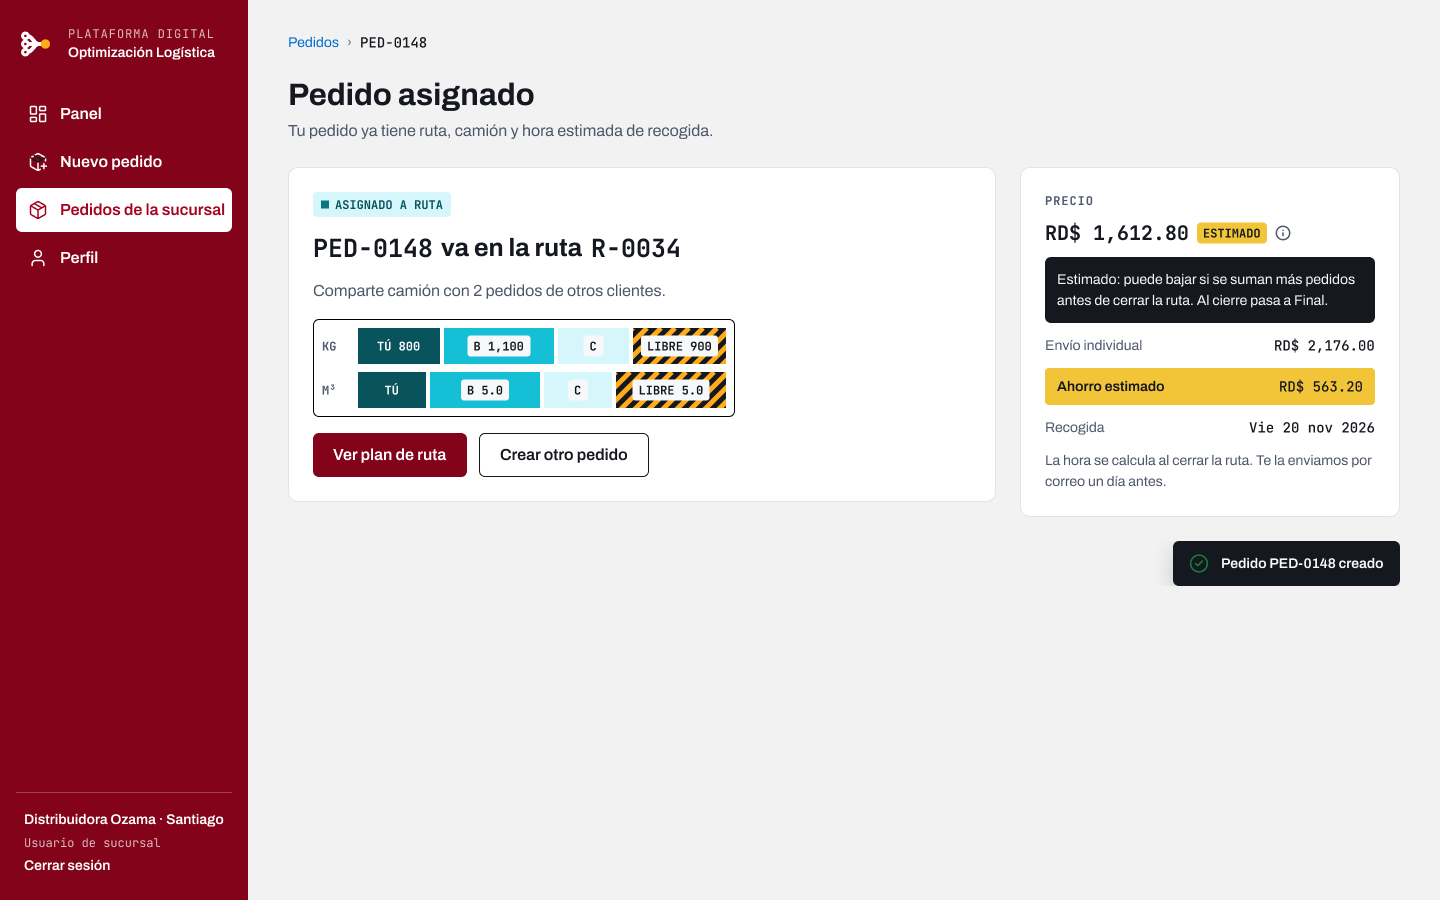 PLATAFORMA DIGITAL
Optimización Logística
Panel
Nuevo pedido
Pedidos de la sucursal
Perfil
Distribuidora Ozama · Santiago
Usuario de sucursal
Cerrar sesión
Pedidos › PED-0148
Pedido asignado
Tu pedido ya tiene ruta, camión y hora estimada de recogida.
ASIGNADO A RUTA
PED-0148 va en la ruta R-0034
Comparte camión con 2 pedidos de otros clientes.
KG TÚ 800 B 1,100 C LIBRE 900
M³ TÚ B 5.0 C LIBRE 5.0
Ver plan de ruta Crear otro pedido
PRECIO
RD$ 1,612.80 ESTIMADO
Estimado: puede bajar si se suman más pedidos
antes de cerrar la ruta. Al cierre pasa a Final.
Envío individual RD$ 2,176.00
Ahorro estimado RD$ 563.20
Recogida Vie 20 nov 2026
La hora se calcula al cerrar la ruta. Te la enviamos por
correo un día antes.
Pedido PED-0148 creado